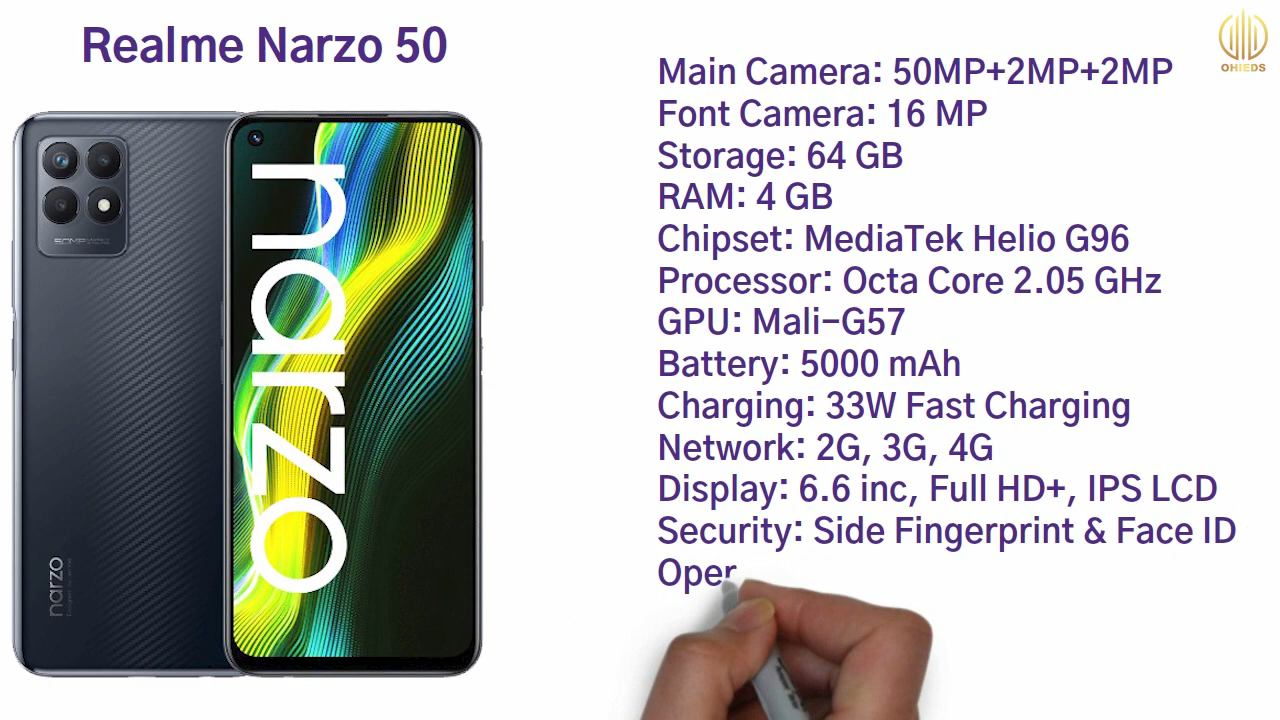 Realme Narzo 50
OHIEDS
Main Camera: 50MP+2MP+2MP
Font Camera: 16 MP
Storage: 64 GB
RAM: 4 GB
Chipset: MediaTek Helio G96
Processor: Octa Core 2.05 GHz
GPU: Mali-G57
Battery: 5000 mAh
Charging: 33W Fast Charging
Network: 2G, 3G, 4G
Display: 6.6 inc, Full HD+, IPS LCD
Security: Side Fingerprint & Face ID
Oper
narzo
narzo